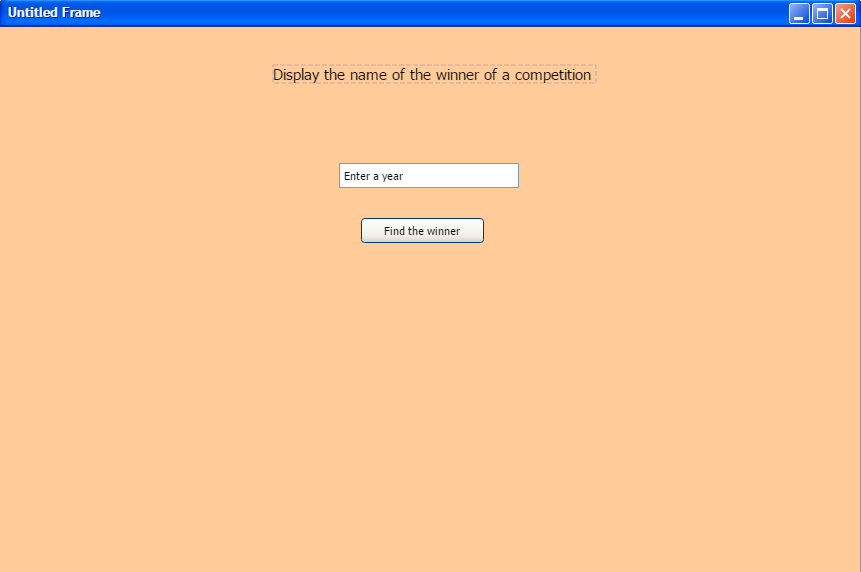 Untitled Frame
Display the name of the winner of a competition
Enter a year
Find the winner